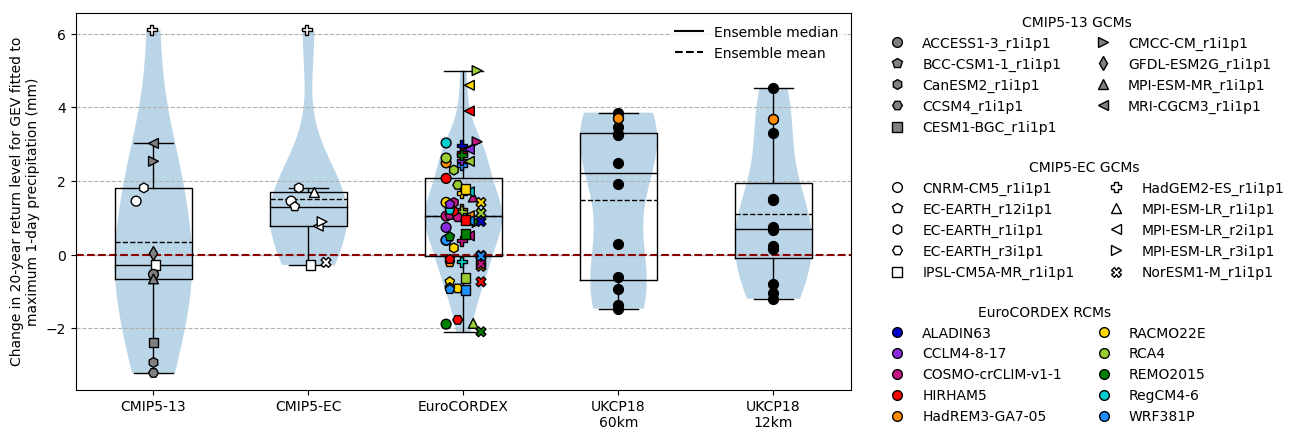 Change in 20-year return level for GEV fitted to
maximum 1-day precipitation (mm)
6
4
2
0
−2
Ensemble median
Ensemble mean
CMIP5-13
CMIP5-EC
EuroCORDEX
UKCP18
60km
UKCP18
12km
CMIP5-13 GCMs
ACCESS1-3_r1i1p1
BCC-CSM1-1_r1i1p1
CanESM2_r1i1p1
CCSM4_r1i1p1
CESM1-BGC_r1i1p1
CMCC-CM_r1i1p1
GFDL-ESM2G_r1i1p1
MPI-ESM-MR_r1i1p1
MRI-CGCM3_r1i1p1
CMIP5-EC GCMs
CNRM-CM5_r1i1p1
EC-EARTH_r12i1p1
EC-EARTH_r1i1p1
EC-EARTH_r3i1p1
IPSL-CM5A-MR_r1i1p1
HadGEM2-ES_r1i1p1
MPI-ESM-LR_r1i1p1
MPI-ESM-LR_r2i1p1
MPI-ESM-LR_r3i1p1
NorESM1-M_r1i1p1
EuroCORDEX RCMs
ALADIN63
CCLM4-8-17
COSMO-crCLIM-v1-1
HIRHAM5
HadREM3-GA7-05
RACMO22E
RCA4
REMO2015
RegCM4-6
WRF381P